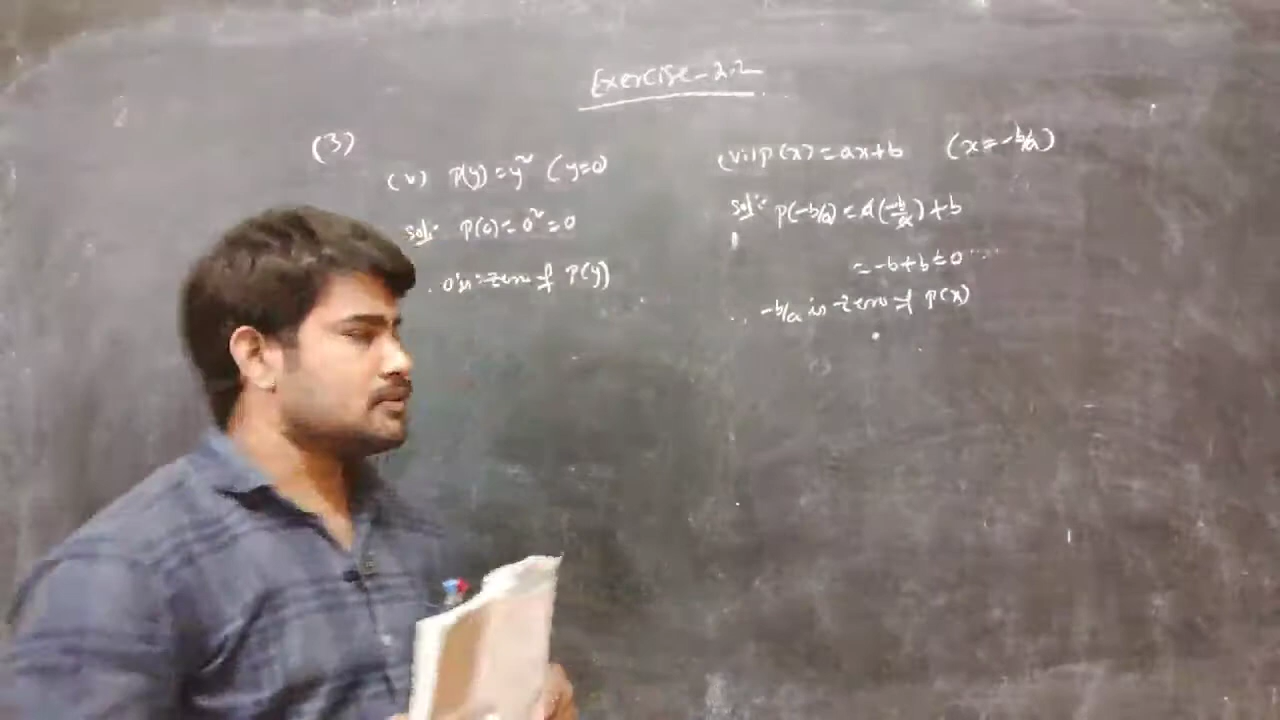 Exercise-2.2
(3)
(v) P(y)=y² (y=0)
sol:- P(0)=0²=0
0 is zero of P(y)
(vi) P(x)=ax+b (x=-b/a)
sol:- P(-b/a)=a(-b/a)+b
=-b+b=0
∴ -b/a is zero of P(x)